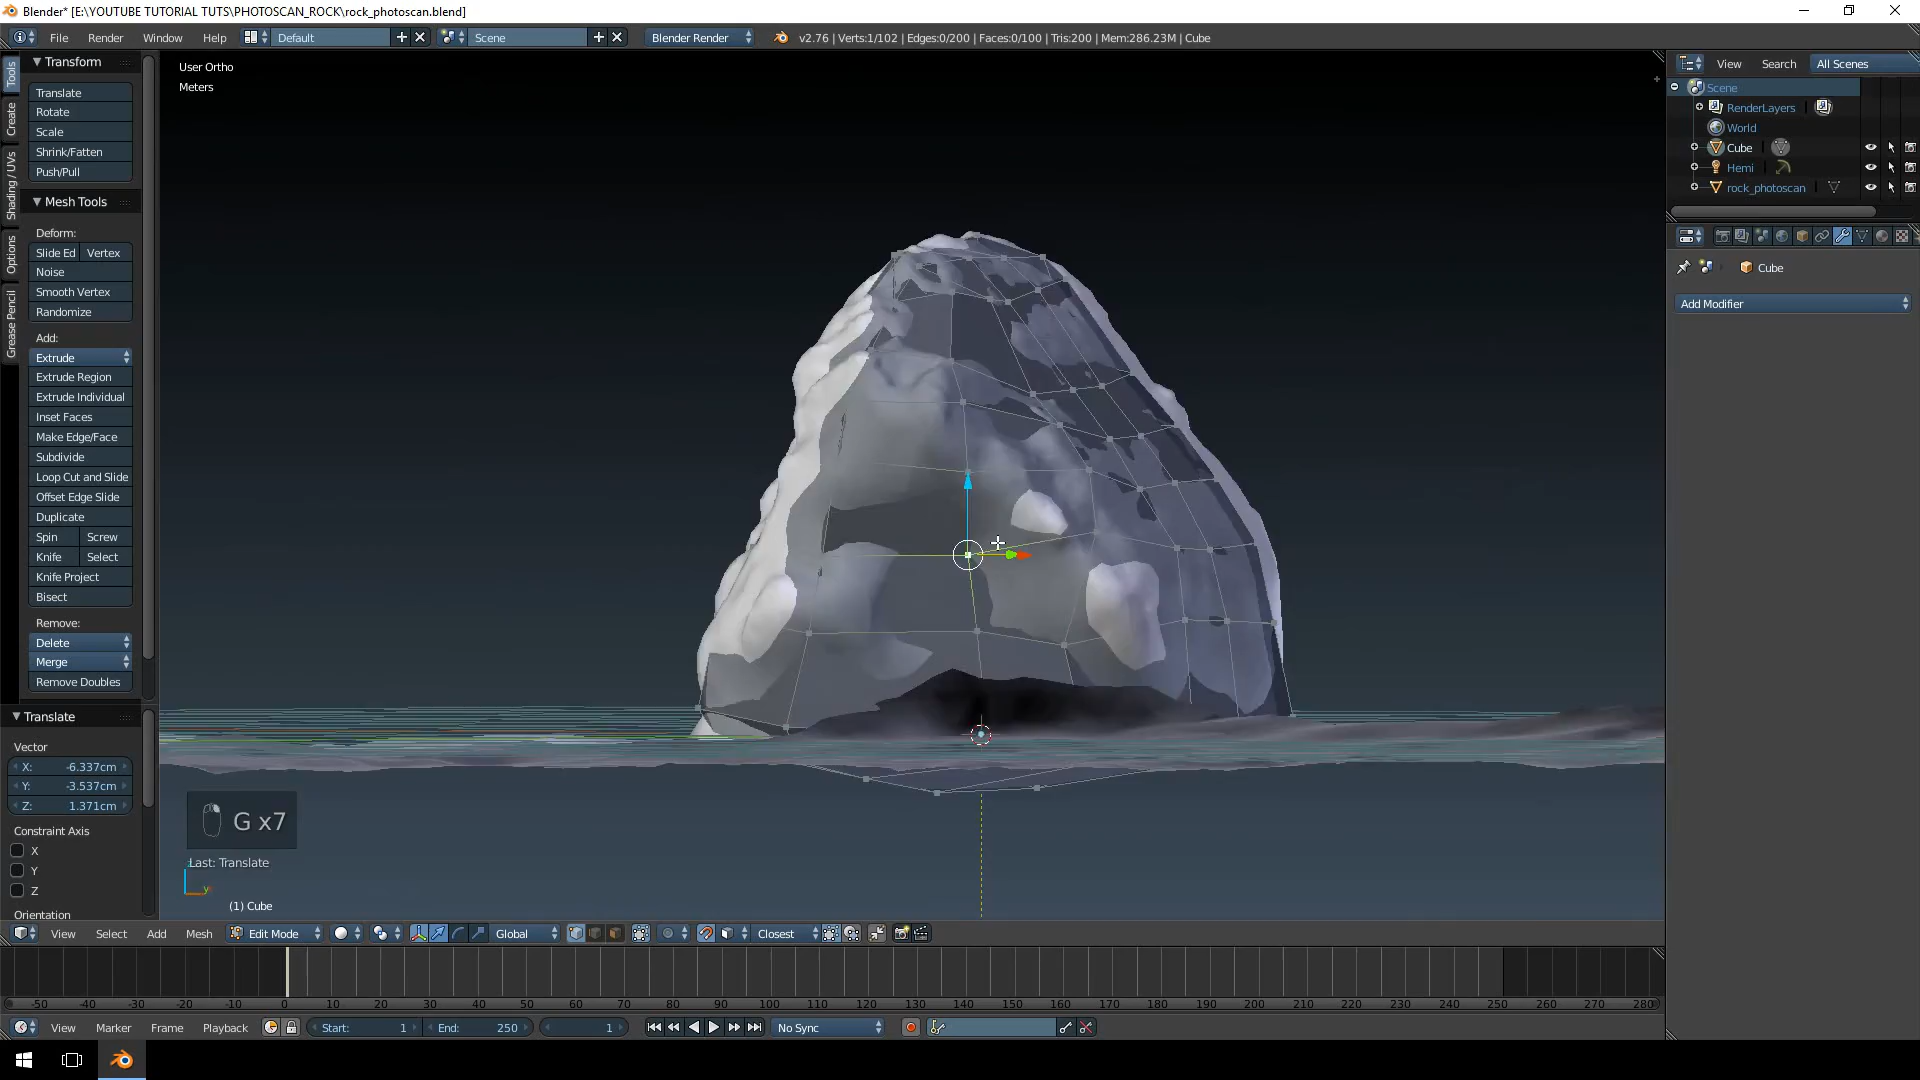 Blender* [E:\YOUTUBE TUTORIAL TUTS\PHOTOSCAN_ROCK\rock_photoscan.blend]
File Render Window Help Default Scene Blender Render v2.76 | Verts:1/102 | Edges:0/200 | Faces:0/100 | Tris:200 | Mem:286.23M | Cube
Tools
Create
Shading / UVs
Options
Grease Pencil
Transform
Translate
Rotate
Scale
Shrink/Fatten
Push/Pull
Mesh Tools
Deform:
Slide Ed Vertex
Noise
Smooth Vertex
Randomize
Add:
Extrude
Extrude Region
Extrude Individual
Inset Faces
Make Edge/Face
Subdivide
Loop Cut and Slide
Offset Edge Slide
Duplicate
Spin Screw
Knife Select
Knife Project
Bisect
Remove:
Delete
Merge
Remove Doubles
Translate
Vector
X: -6.337cm
Y: -3.537cm
Z: 1.371cm
Constraint Axis
X
Y
Z
Orientation
User Ortho
Meters
G x7
Last: Translate
y
(1) Cube
View Search All Scenes
Scene
RenderLayers
World
Cube
Hemi
rock_photoscan
Cube
Add Modifier
View Select Add Mesh Edit Mode Global Closest
-50 -40 -30 -20 -10 0 10 20 30 40 50 60 70 80 90 100 110 120 130 140 150 160 170 180 190 200 210 220 230 240 250 260 270 280
View Marker Frame Playback Start: 1 End: 250 1 No Sync